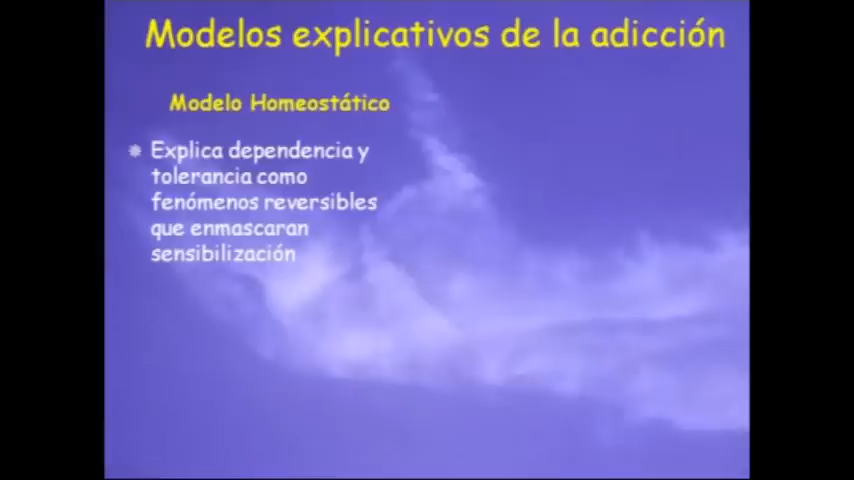 Modelos explicativos de la adicción
Modelo Homeostático
Explica dependencia y
tolerancia como
fenómenos reversibles
que enmascaran
sensibilización